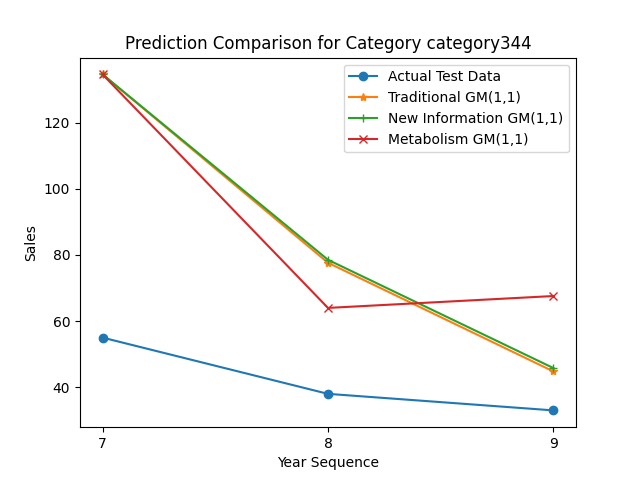 Prediction Comparison for Category category344
Actual Test Data
Traditional GM(1,1)
New Information GM(1,1)
Metabolism GM(1,1)
120
100
80
60
40
Sales
7
8
9
Year Sequence